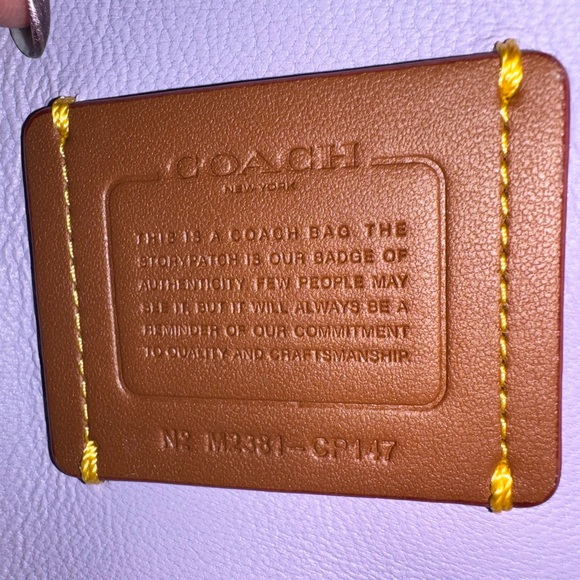 COACH
NEW YORK
THIS IS A COACH BAG. THE
STORYPATCH IS OUR BADGE OF
AUTHENTICITY. FEW PEOPLE MAY
SEE IT, BUT IT WILL ALWAYS BE A
REMINDER OF OUR COMMITMENT
TO QUALITY AND CRAFTSMANSHIP.
Nº M2381-CP147